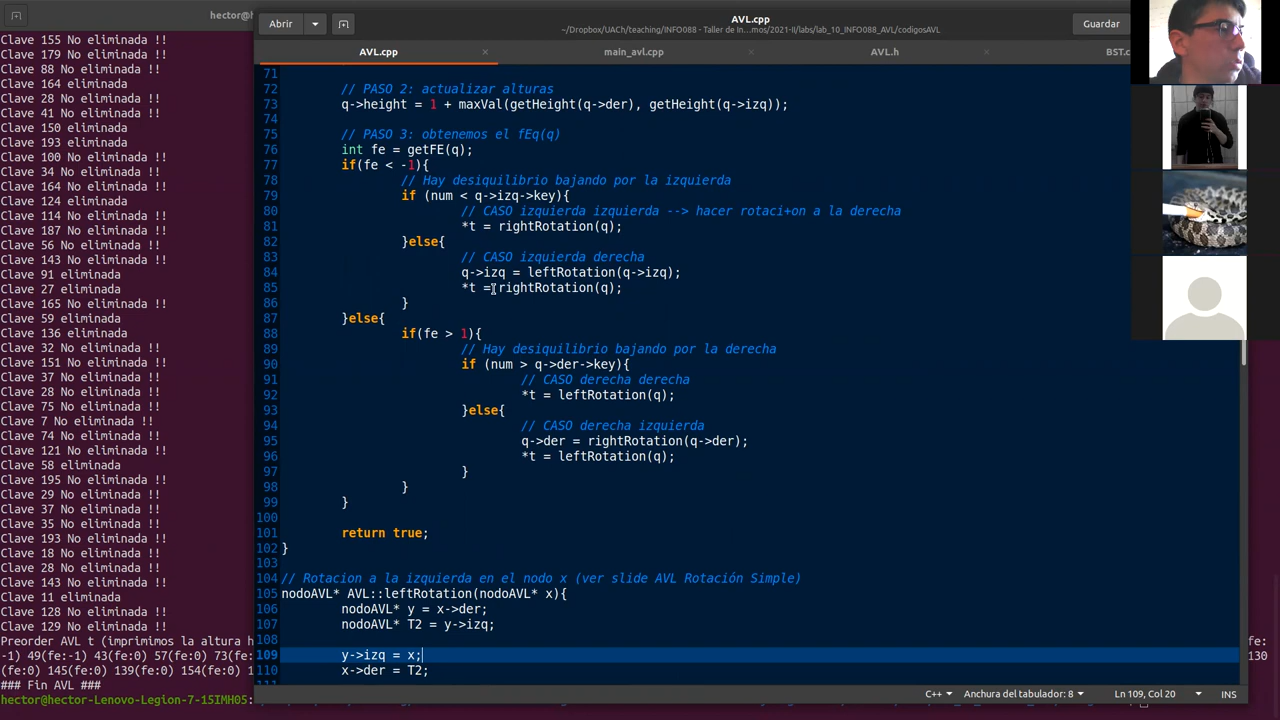 hector@h
Abrir
AVL.cpp
~/Dropbox/UACh/teaching/INFO088 - Taller de In...mos/2021-II/labs/lab_10_INFO88_AVL/codigosAVL
Guardar
AVL.cpp
main_avl.cpp
AVL.h
BST.c
Clave 155 No eliminada !!
Clave 179 No eliminada !!
Clave 88 No eliminada !!
Clave 164 eliminada
Clave 28 No eliminada !!
Clave 41 No eliminada !!
Clave 150 eliminada
Clave 193 eliminada
Clave 100 No eliminada !!
Clave 34 No eliminada !!
Clave 164 No eliminada !!
Clave 124 eliminada
Clave 114 No eliminada !!
Clave 187 No eliminada !!
Clave 56 No eliminada !!
Clave 143 No eliminada !!
Clave 91 eliminada
Clave 27 eliminada
Clave 165 No eliminada !!
Clave 59 eliminada
Clave 136 eliminada
Clave 32 No eliminada !!
Clave 151 No eliminada !!
Clave 37 No eliminada !!
Clave 28 No eliminada !!
Clave 75 No eliminada !!
Clave 7 No eliminada !!
Clave 74 No eliminada !!
Clave 121 No eliminada !!
Clave 58 eliminada
Clave 195 No eliminada !!
Clave 29 No eliminada !!
Clave 37 No eliminada !!
Clave 35 No eliminada !!
Clave 193 No eliminada !!
Clave 18 No eliminada !!
Clave 28 No eliminada !!
Clave 143 No eliminada !!
Clave 11 eliminada
Clave 128 No eliminada !!
Clave 129 No eliminada !!
Preorder AVL t (imprimimos la altura h
-1) 49(fe:-1) 43(fe:0) 57(fe:0) 73(fe:
(fe:0) 145(fe:0) 139(fe:0) 154(fe:0) 1
### Fin AVL ###
hector@hector-Lenovo-Legion-7-15IMH05:
71
72 // PASO 2: actualizar alturas
73 q->height = 1 + maxVal(getHeight(q->der), getHeight(q->izq));
74
75 // PASO 3: obtenemos el fEq(q)
76 int fe = getFE(q);
77 if(fe < -1){
78 // Hay desiquilibrio bajando por la izquierda
79 if (num < q->izq->key){
80 // CASO izquierda izquierda --> hacer rotaci+on a la derecha
81 *t = rightRotation(q);
82 }else{
83 // CASO izquierda derecha
84 q->izq = leftRotation(q->izq);
85 *t = rightRotation(q);
86 }
87 }else{
88 if(fe > 1){
89 // Hay desiquilibrio bajando por la derecha
90 if (num > q->der->key){
91 // CASO derecha derecha
92 *t = leftRotation(q);
93 }else{
94 // CASO derecha izquierda
95 q->der = rightRotation(q->der);
96 *t = leftRotation(q);
97 }
98 }
99 }
100
101 return true;
102 }
103
104 // Rotacion a la izquierda en el nodo x (ver slide AVL Rotación Simple)
105 nodoAVL* AVL::leftRotation(nodoAVL* x){
106 nodoAVL* y = x->der;
107 nodoAVL* T2 = y->izq;
108
109 y->izq = x;
110 x->der = T2;
fe:
130
C++
Anchura del tabulador: 8
Ln 109, Col 20
INS